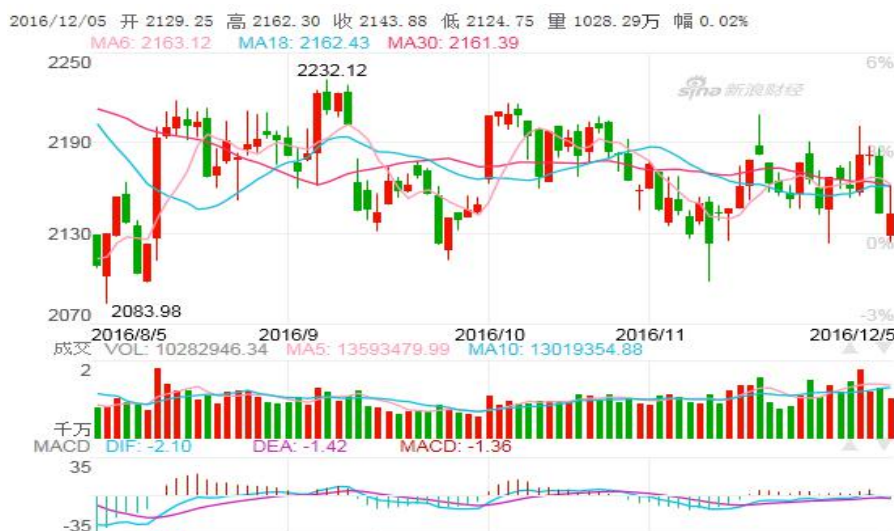 2016/12/05 开 2129.25 高 2162.30 收 2143.88 低 2124.75 量 1028.29万 幅 0.02%
MA6: 2163.12 MA18: 2162.43 MA30: 2161.39
2250 2232.12 6%
sina 新浪财经
2190 3%
2130 0%
2083.98
2070 -3%
2016/8/5 2016/9 2016/10 2016/11 2016/12/5
成交 VOL: 10282946.34 MA5: 13593479.99 MA10: 13019354.88
2
千万
MACD DIF: -2.10 DEA: -1.42 MACD: -1.36
35
-35